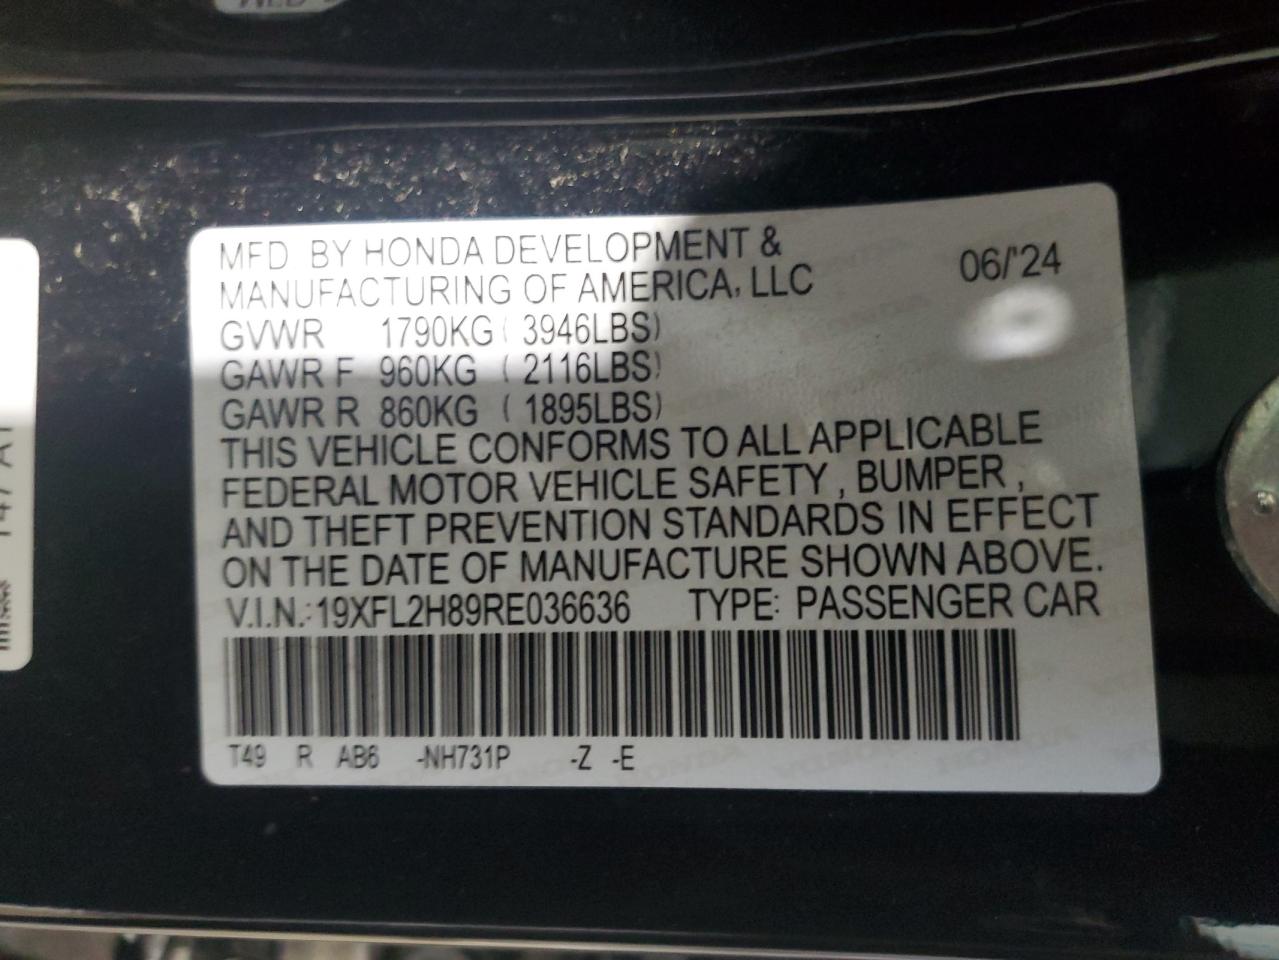 MFD BY HONDA DEVELOPMENT &
MANUFACTURING OF AMERICA, LLC 06/'24
GVWR 1790KG ( 3946LBS)
GAWR F 960KG ( 2116LBS)
GAWR R 860KG ( 1895LBS)
THIS VEHICLE CONFORMS TO ALL APPLICABLE
FEDERAL MOTOR VEHICLE SAFETY , BUMPER ,
AND THEFT PREVENTION STANDARDS IN EFFECT
ON THE DATE OF MANUFACTURE SHOWN ABOVE.
V.I.N.: 19XFL2H89RE036636 TYPE: PASSENGER CAR
T49 R AB6 -NH731P -Z -E